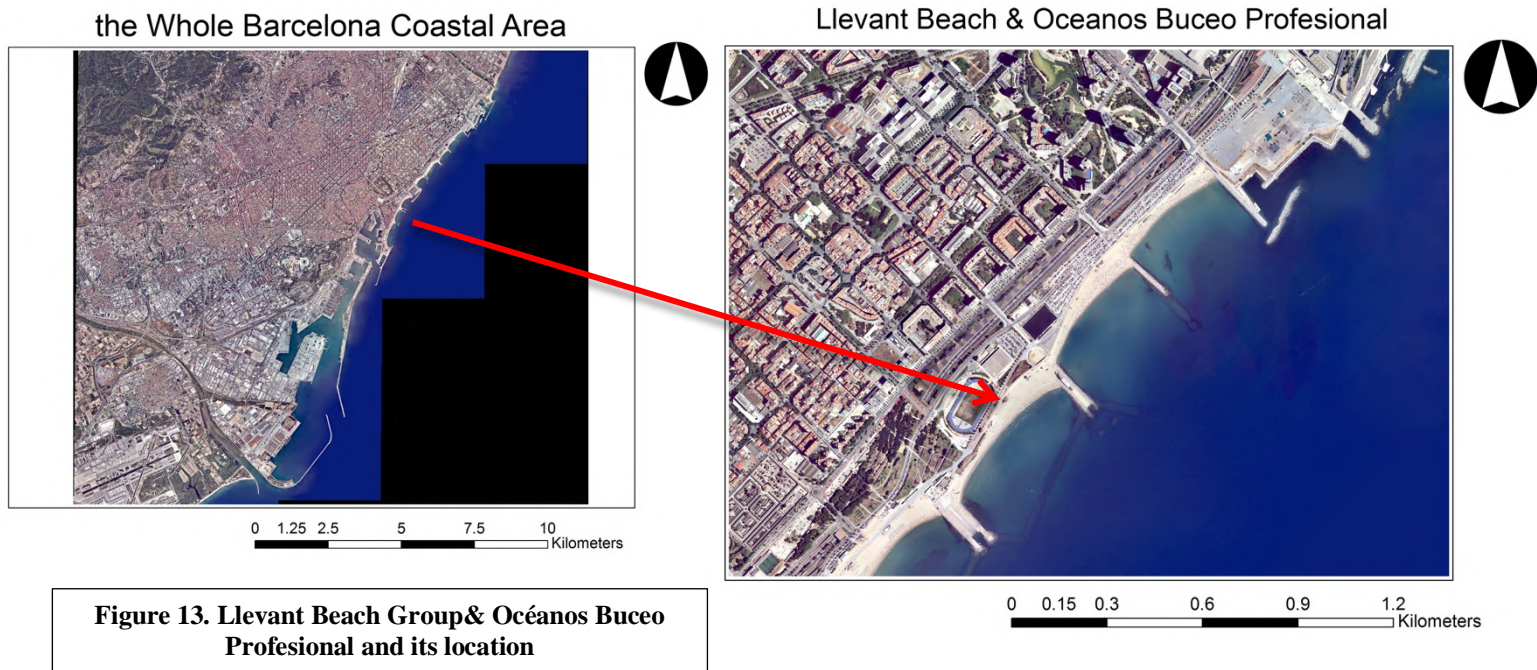 the Whole Barcelona Coastal Area
Llevant Beach & Oceanos Buceo Profesional
0 1.25 2.5 5 7.5 10
Kilometers
0 0.15 0.3 0.6 0.9 1.2
Kilometers
Figure 13. Llevant Beach Group& Océanos Buceo
Profesional and its location